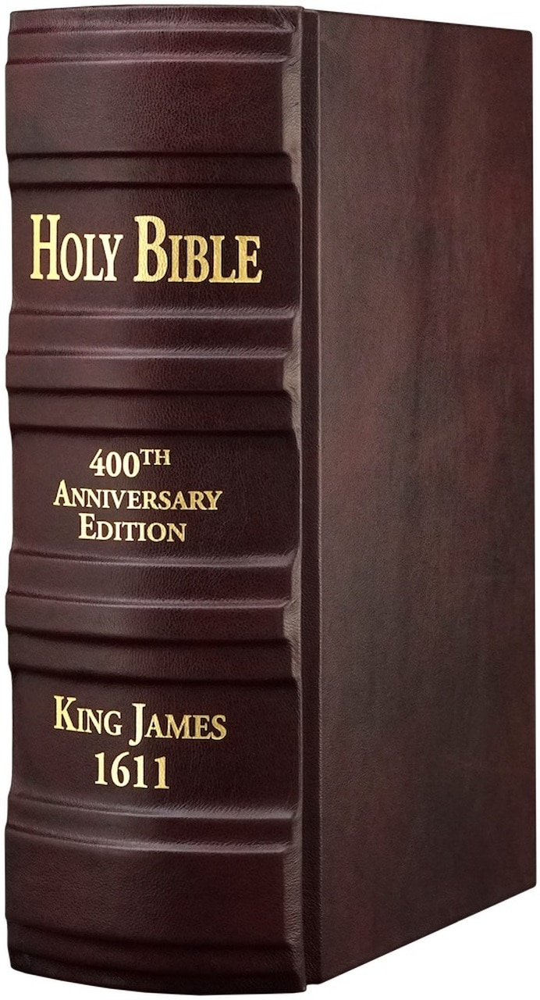 HOLY BIBLE
400TH
ANNIVERSARY
EDITION
KING JAMES
1611